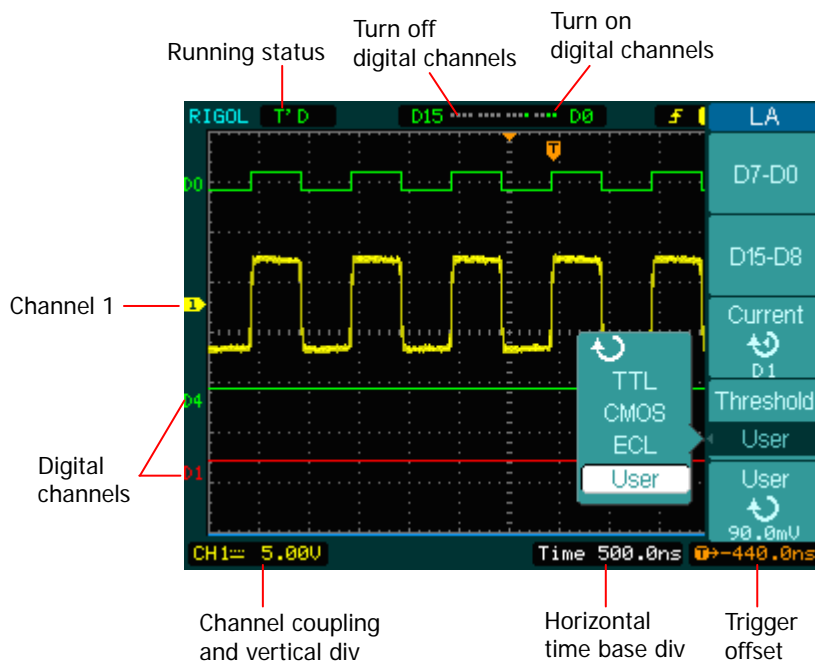 Turn off
digital channels
Turn on
digital channels
Running status
RIGOL T'D D15 D0 LA
T
D0
D7-D0
D15-D8
Channel 1
1
Current
D1
TTL
CMOS
ECL
User
D4
Threshold
User
Digital
channels
D1
User
90.0mV
CH1 5.00V Time 500.0ns T→-440.0ns
Channel coupling
and vertical div
Horizontal
time base div
Trigger
offset